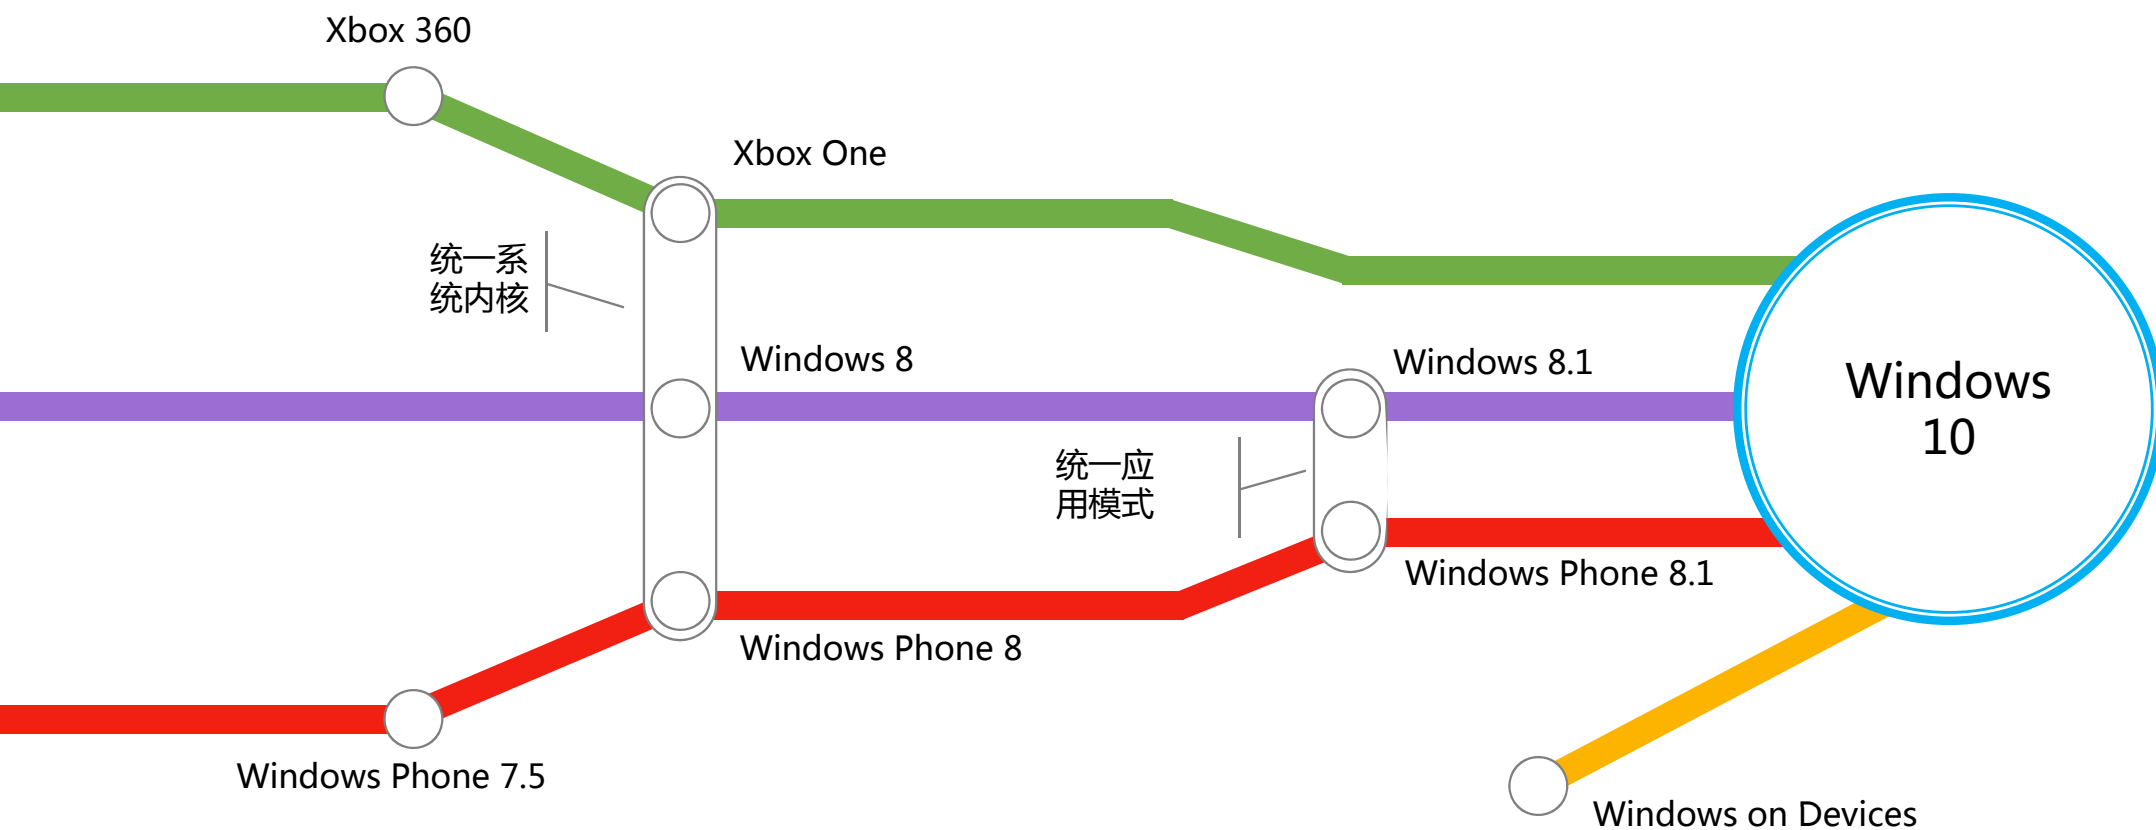 Xbox 360
Xbox One
统一系
统内核
Windows 8
Windows 8.1
Windows
10
统一应
用模式
Windows Phone 8.1
Windows Phone 8
Windows Phone 7.5
Windows on Devices